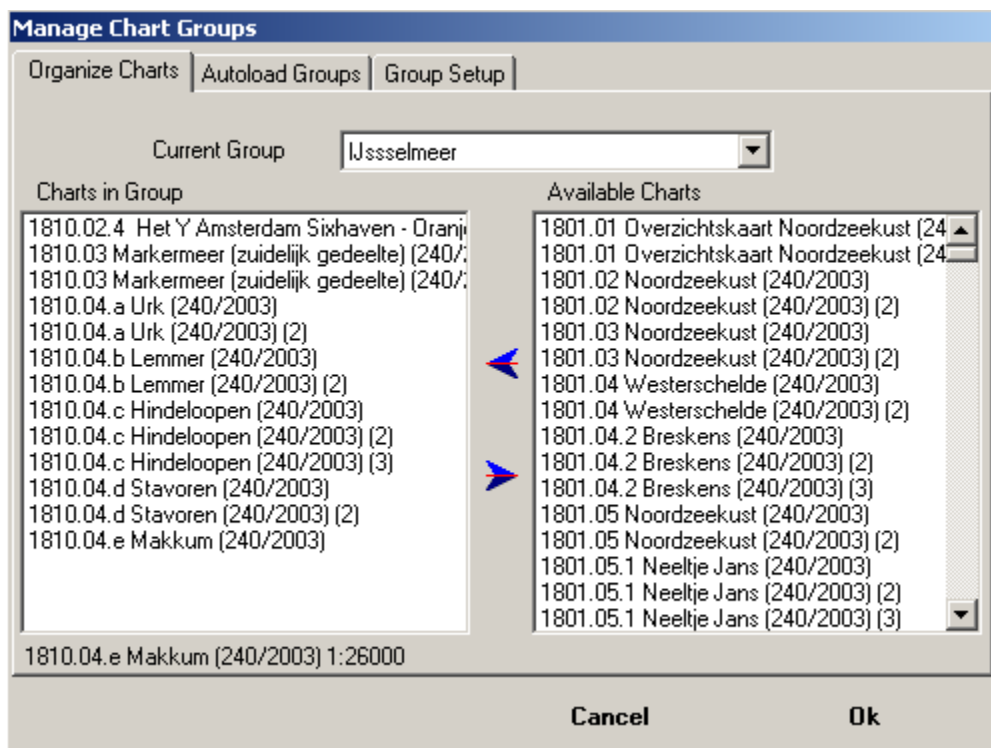 Manage Chart Groups
Organize Charts
Autoload Groups
Group Setup
Current Group
IJssselmeer
Charts in Group
1810.02.4 Het Y Amsterdam Sixhaven - Oranj
1810.03 Markermeer (zuidelijk gedeelte) (240/
1810.03 Markermeer (zuidelijk gedeelte) (240/
1810.04.a Urk (240/2003)
1810.04.a Urk (240/2003) (2)
1810.04.b Lemmer (240/2003)
1810.04.b Lemmer (240/2003) (2)
1810.04.c Hindeloopen (240/2003)
1810.04.c Hindeloopen (240/2003) (2)
1810.04.c Hindeloopen (240/2003) (3)
1810.04.d Stavoren (240/2003)
1810.04.d Stavoren (240/2003) (2)
1810.04.e Makkum (240/2003)
Available Charts
1801.01 Overzichtskaart Noordzeekust (24
1801.01 Overzichtskaart Noordzeekust (24
1801.02 Noordzeekust (240/2003)
1801.02 Noordzeekust (240/2003) (2)
1801.03 Noordzeekust (240/2003)
1801.03 Noordzeekust (240/2003) (2)
1801.04 Westerschelde (240/2003)
1801.04 Westerschelde (240/2003) (2)
1801.04.2 Breskens (240/2003)
1801.04.2 Breskens (240/2003) (2)
1801.04.2 Breskens (240/2003) (3)
1801.05 Noordzeekust (240/2003)
1801.05 Noordzeekust (240/2003) (2)
1801.05.1 Neeltje Jans (240/2003)
1801.05.1 Neeltje Jans (240/2003) (2)
1801.05.1 Neeltje Jans (240/2003) (3)
1810.04.e Makkum (240/2003) 1:26000
Cancel
Ok